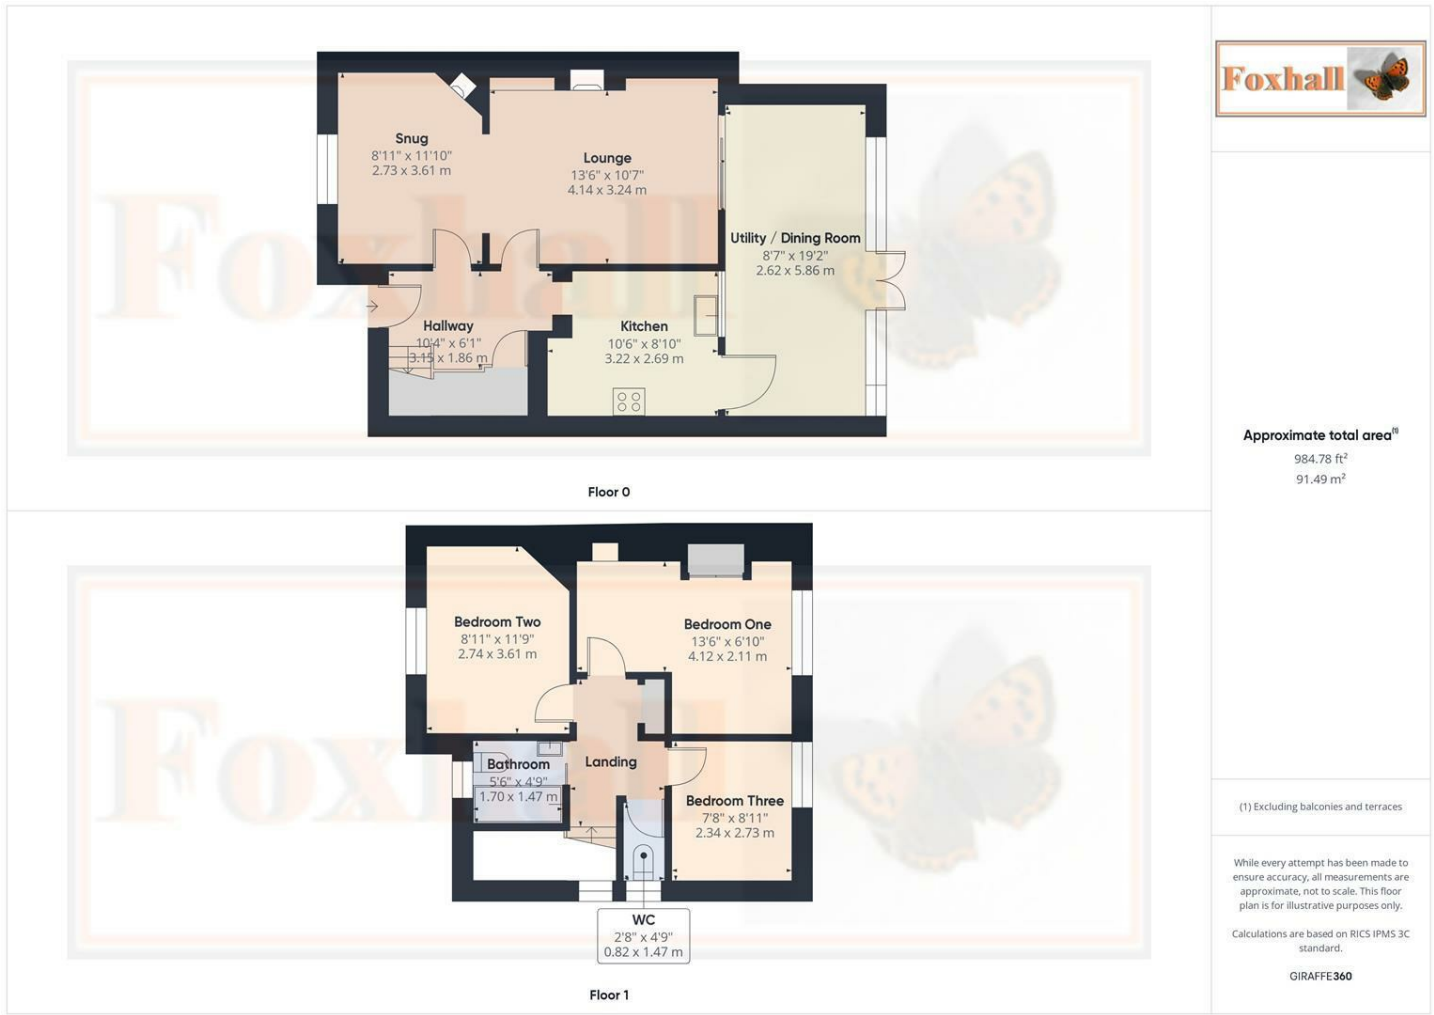 Foxhall
Snug
8'11" x 11'10"
2.73 x 3.61 m
Lounge
13'6" x 10'7"
4.14 x 3.24 m
Utility / Dining Room
8'7" x 19'2"
2.62 x 5.86 m
Hallway
10'4" x 6'1"
3.15 x 1.86 m
Kitchen
10'6" x 8'10"
3.22 x 2.69 m
Foxhall
Floor 0
Bedroom Two
8'11" x 11'9"
2.74 x 3.61 m
Bedroom One
13'6" x 6'10"
4.12 x 2.11 m
Bathroom
5'6" x 4'9"
1.70 x 1.47 m
Landing
Bedroom Three
7'8" x 8'11"
2.34 x 2.73 m
WC
2'8" x 4'9"
0.82 x 1.47 m
Foxhall
Floor 1
Approximate total area(1)
984.78 ft²
91.49 m²
(1) Excluding balconies and terraces
While every attempt has been made to
ensure accuracy, all measurements are
approximate, not to scale. This floor
plan is for illustrative purposes only.
Calculations are based on RICS IPMS 3C
standard.
GIRAFFE360